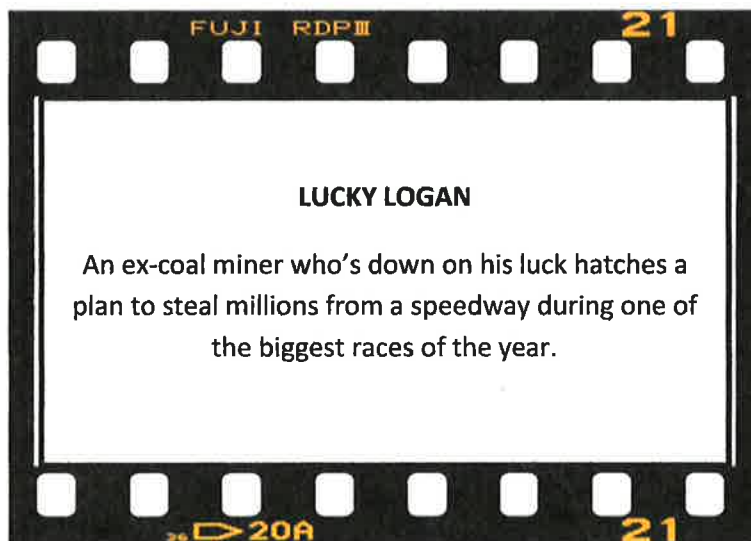 FUJI RDPIII 21
LUCKY LOGAN
An ex-coal miner who's down on his luck hatches a
plan to steal millions from a speedway during one of
the biggest races of the year.
26 20A 21